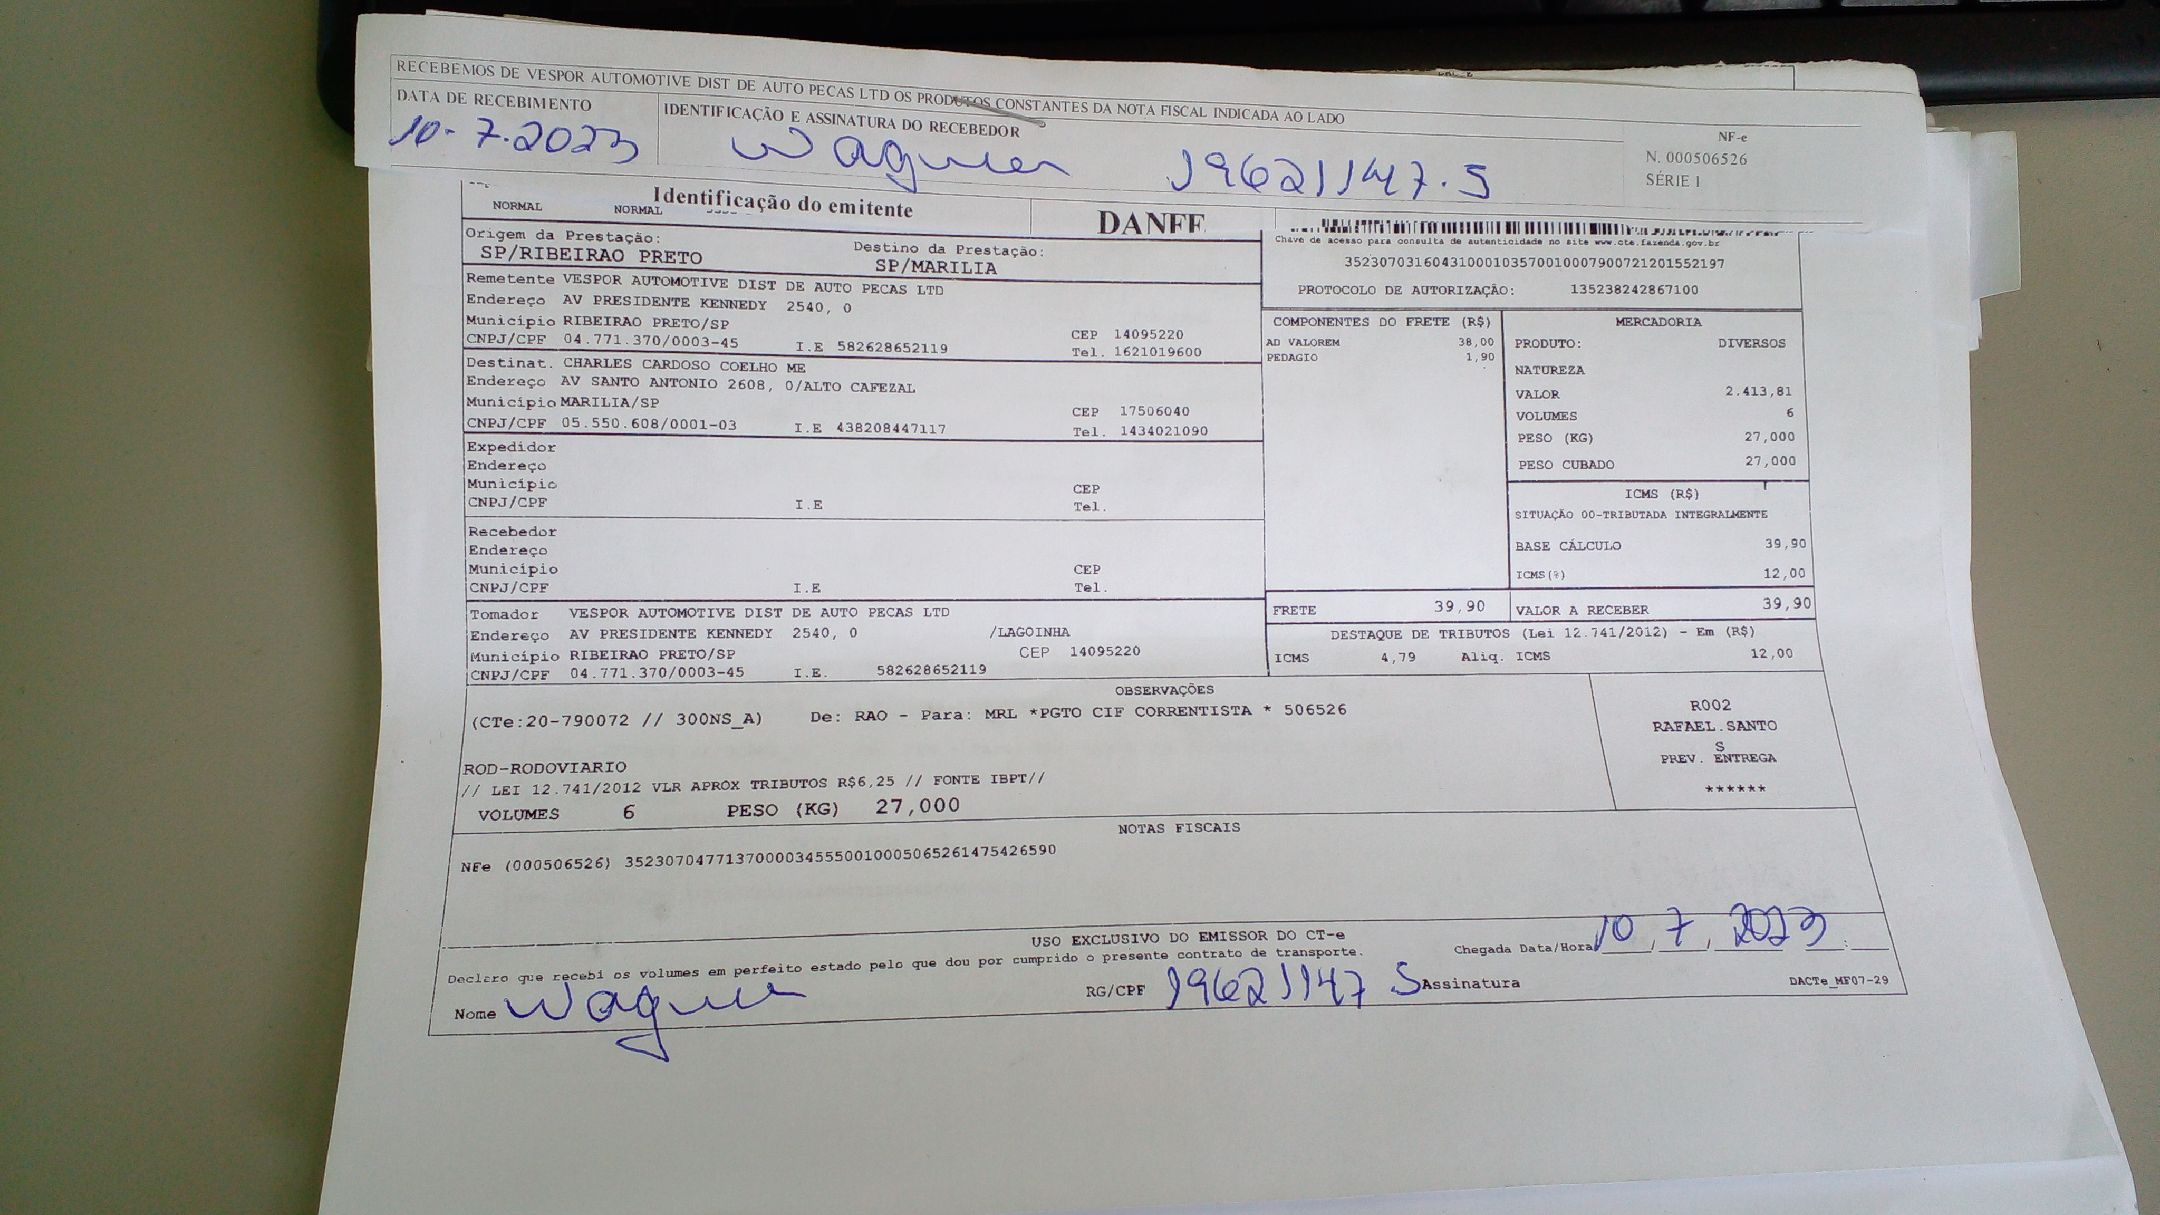 RECEBEMOS DE VESPOR AUTOMOTIVE DIST DE AUTO PECAS LTD OS PRODUTOS CONSTANTES DA NOTA FISCAL INDICADA AO LADO
DATA DE RECEBIMENTO
IDENTIFICAÇÃO E ASSINATURA DO RECEBEDOR
10-7-2023 Wagner 19621147.5
NF-e
N. 000506526
SÉRIE 1
Identificação do emitente
NORMAL NORMAL
DANFE
Origem da Prestação:
SP/RIBEIRAO PRETO
Destino da Prestação:
SP/MARILIA
Chave de acesso para consulta de autenticidade no site www.cte.fazenda.gov.br
35230703160431000103570010007900721201552197
PROTOCOLO DE AUTORIZAÇÃO: 135238242867100
Remetente VESPOR AUTOMOTIVE DIST DE AUTO PECAS LTD
Endereço AV PRESIDENTE KENNEDY 2540, 0
Município RIBEIRAO PRETO/SP CEP 14095220
CNPJ/CPF 04.771.370/0003-45 I.E 582628652119 Tel. 1621019600
Destinat. CHARLES CARDOSO COELHO ME
Endereço AV SANTO ANTONIO 2608, 0/ALTO CAFEZAL
Município MARILIA/SP CEP 17506040
CNPJ/CPF 05.550.608/0001-03 I.E 438208447117 Tel. 1434021090
Expedidor
Endereço
Município CEP
CNPJ/CPF I.E Tel.
Recebedor
Endereço
Município CEP
CNPJ/CPF I.E Tel.
Tomador VESPOR AUTOMOTIVE DIST DE AUTO PECAS LTD
Endereço AV PRESIDENTE KENNEDY 2540, 0 /LAGOINHA
Município RIBEIRAO PRETO/SP CEP 14095220
CNPJ/CPF 04.771.370/0003-45 I.E. 582628652119
COMPONENTES DO FRETE (R$)
AD VALOREM 38,00
PEDAGIO 1,90
MERCADORIA
PRODUTO: DIVERSOS
NATUREZA
VALOR 2.413,81
VOLUMES 6
PESO (KG) 27,000
PESO CUBADO 27,000
ICMS (R$)
SITUAÇÃO 00-TRIBUTADA INTEGRALMENTE
BASE CÁLCULO 39,90
ICMS(%) 12,00
FRETE 39,90 VALOR A RECEBER 39,90
DESTAQUE DE TRIBUTOS (Lei 12.741/2012) - Em (R$)
ICMS 4,79 Aliq. ICMS 12,00
OBSERVAÇÕES
(CTe:20-790072 // 300NS_A) De: RAO - Para: MRL *PGTO CIF CORRENTISTA * 506526
ROD-RODOVIARIO
// LEI 12.741/2012 VLR APROX TRIBUTOS R$6,25 // FONTE IBPT//
VOLUMES 6 PESO (KG) 27,000
R002
RAFAEL.SANTO
S
PREV. ENTREGA
******
NOTAS FISCAIS
NFe (000506526) 35230704771370000345550010005065261475426590
USO EXCLUSIVO DO EMISSOR DO CT-e
Declaro que recebi os volumes em perfeito estado pelo que dou por cumprido o presente contrato de transporte.
Chegada Data/Hora 10, 7, 2023 :
Nome Wagner RG/CPF 19621147 5 Assinatura
DACTe_MF07-29